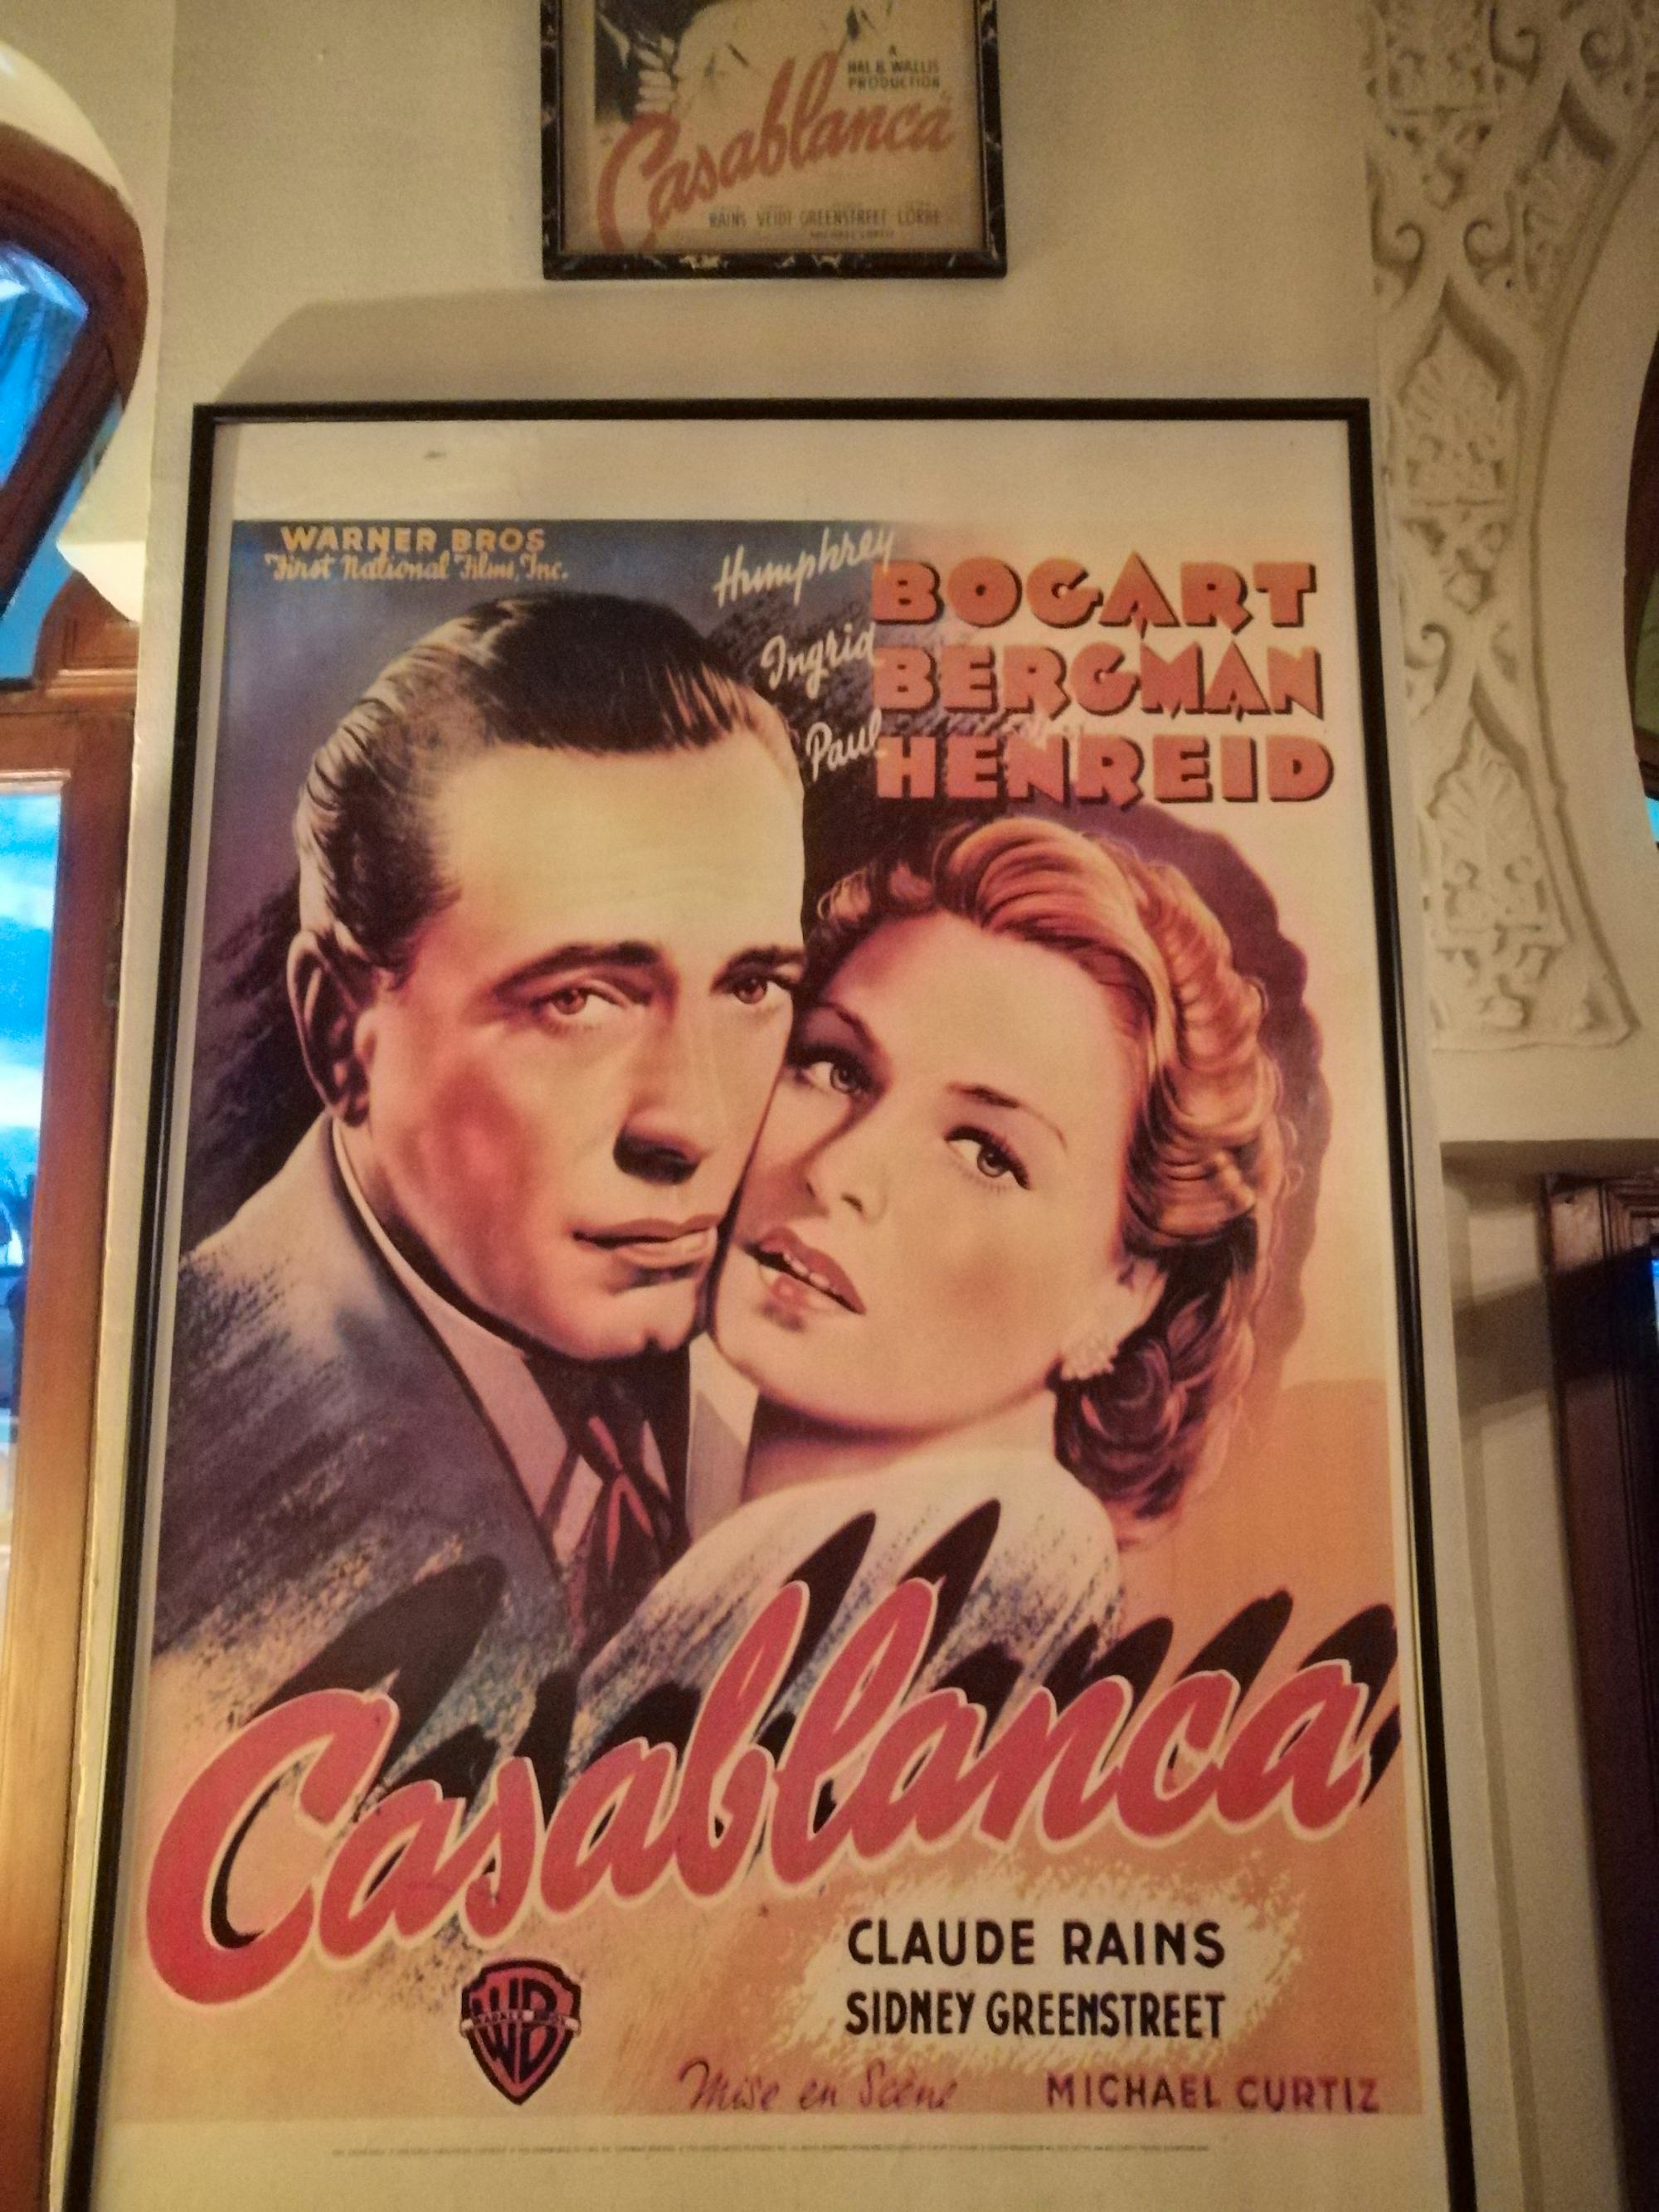 A
HAL B. WALLIS
PRODUCTION
Casablanca
RAINS VEIDT GREENSTREET LORRE
WARNER BROS
First National Films, Inc.
Humphrey BOGART
Ingrid BERGMAN
Paul HENREID
Casablanca
CLAUDE RAINS
SIDNEY GREENSTREET
WB
Mise en Scène MICHAEL CURTIZ